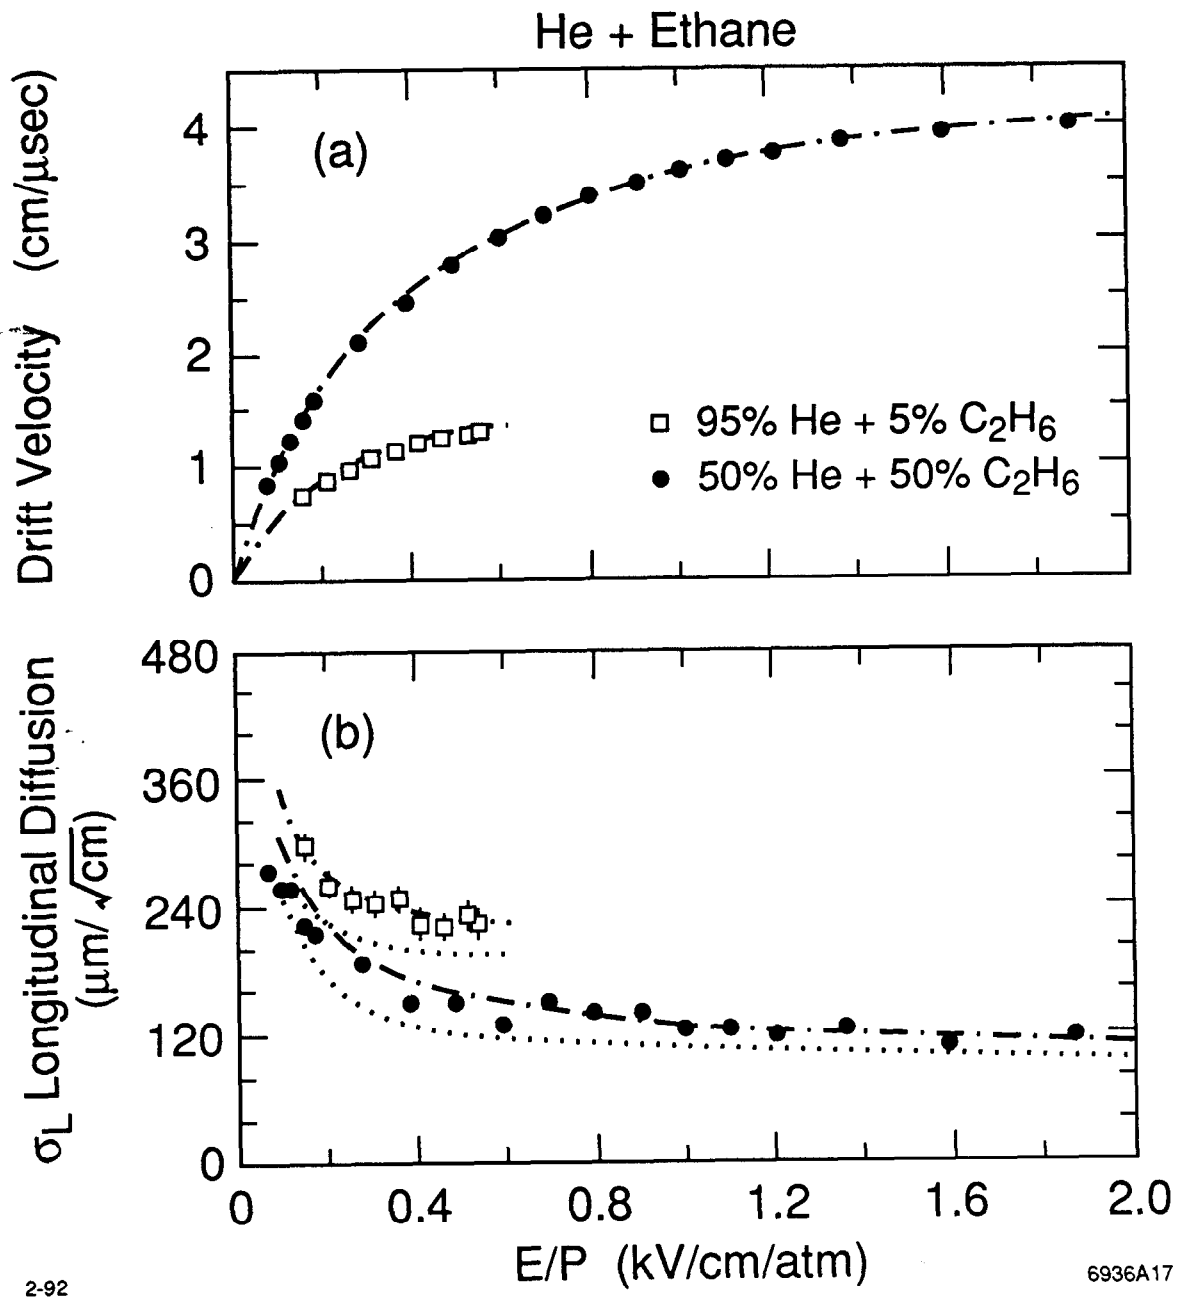 He + Ethane
Drift Velocity (cm/μsec)
4
3
2
1
0
(a)
95% He + 5% C₂H₆
50% He + 50% C₂H₆
σL Longitudinal Diffusion
(μm/√cm)
480
360
240
120
0
(b)
0 0.4 0.8 1.2 1.6 2.0
E/P (kV/cm/atm)
2-92
6936A17